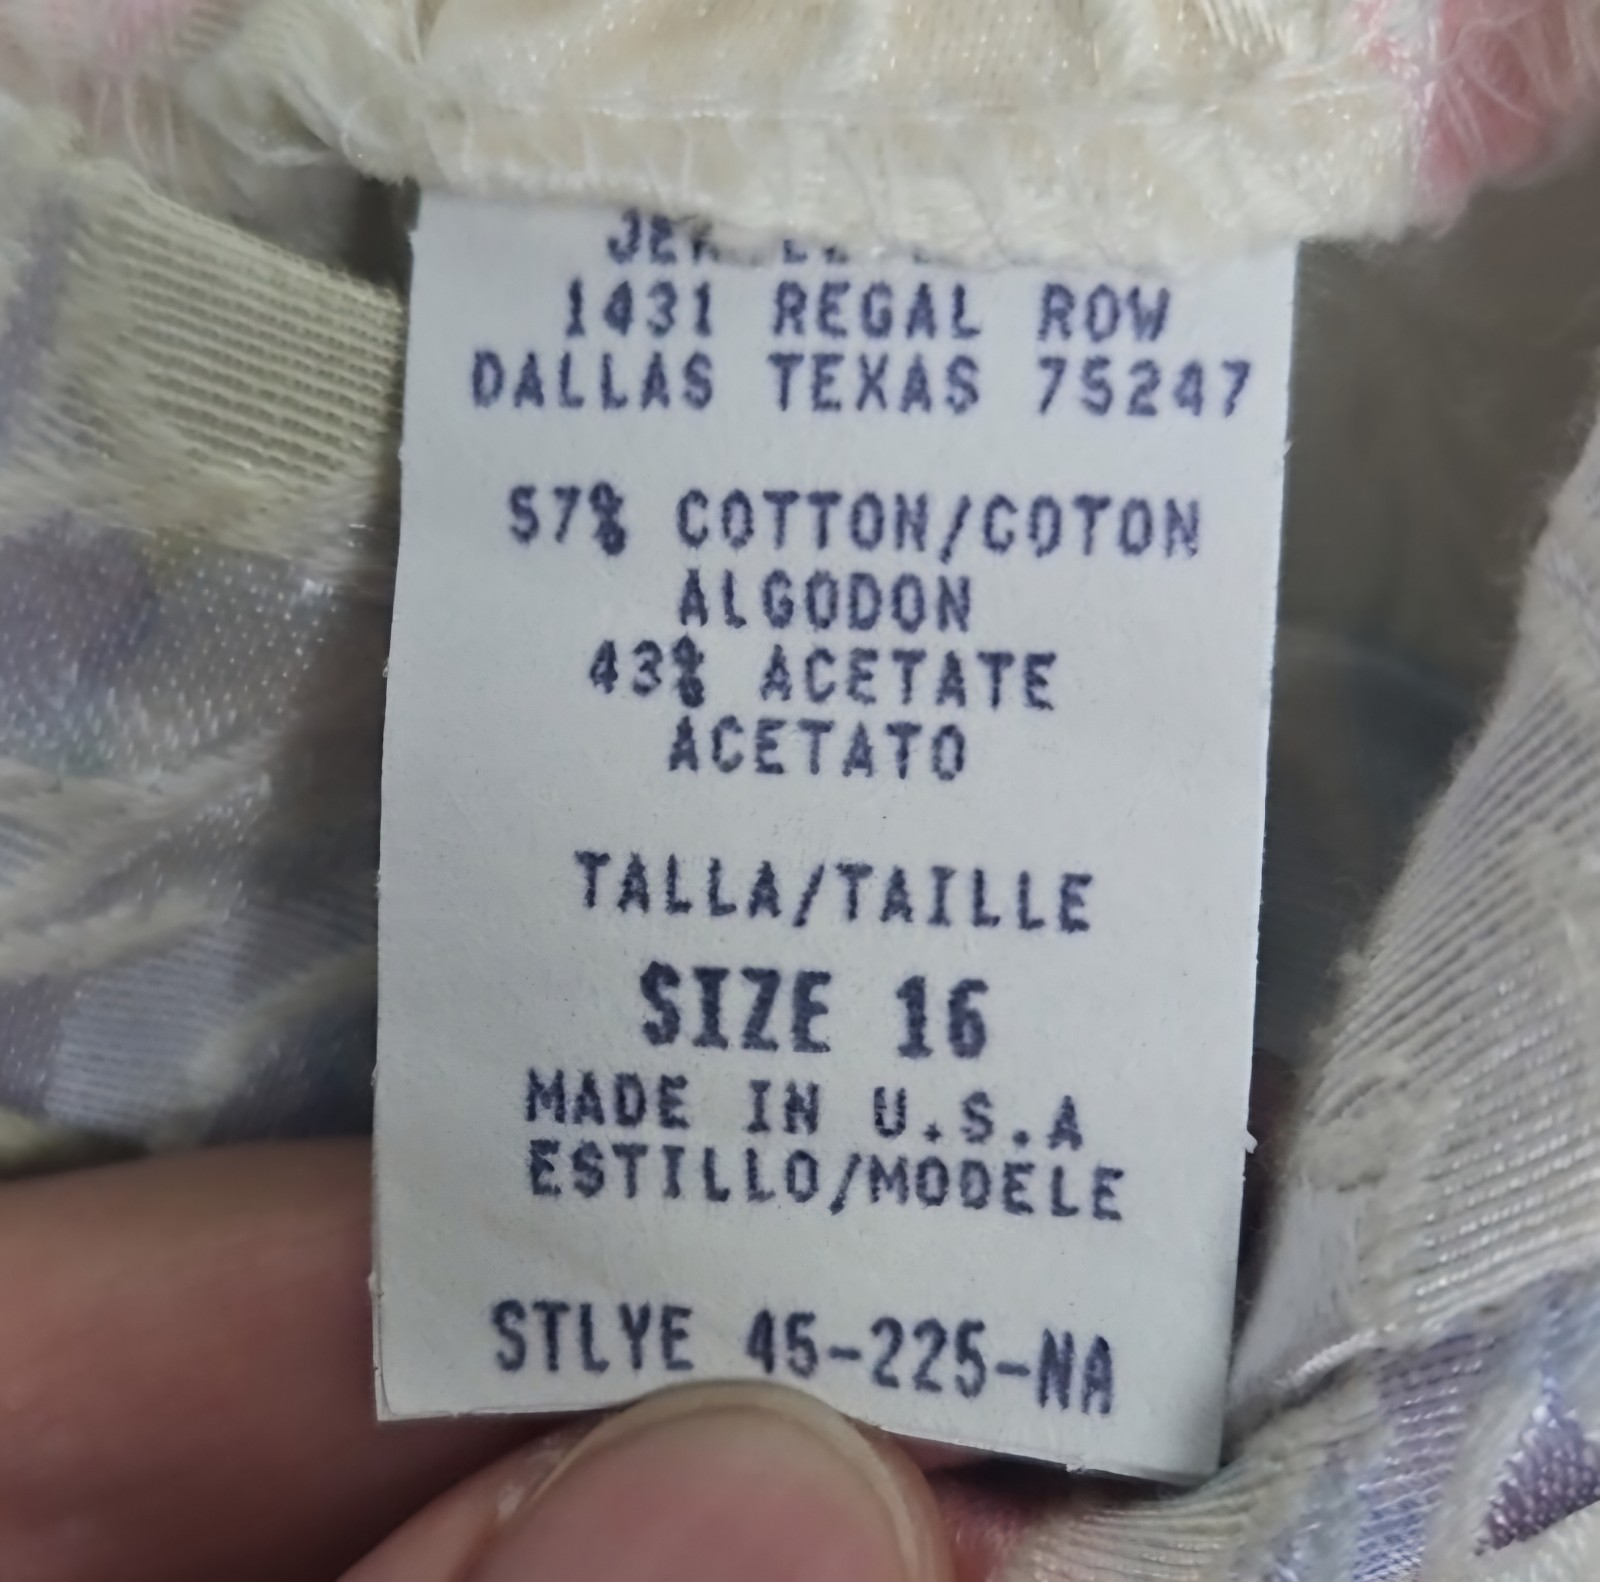 1431 REGAL ROW
DALLAS TEXAS 75247
57% COTTON/COTON
ALGODON
43% ACETATE
ACETATO
TALLA/TAILLE
SIZE 16
MADE IN U.S.A
ESTILLO/MODELE
STLYE 45-225-NA